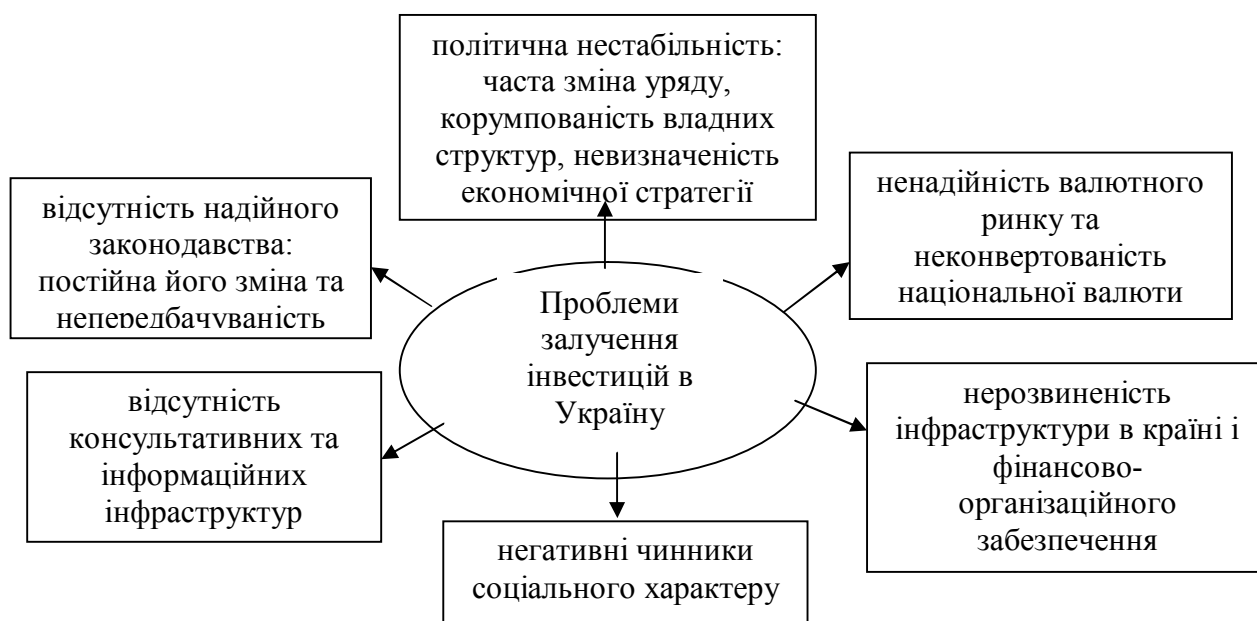 політична нестабільність:
часта зміна уряду,
корумпованість владних
структур, невизначеність
економічної стратегії
відсутність надійного
законодавства:
постійна його зміна та
непередбачуваність
ненадійність валютного
ринку та
неконвертованість
національної валюти
Проблеми
залучення
інвестицій в
Україну
відсутність
консультативних та
інформаційних
інфраструктур
нерозвиненість
інфраструктури в країні і
фінансово-
організаційного
забезпечення
негативні чинники
соціального характеру